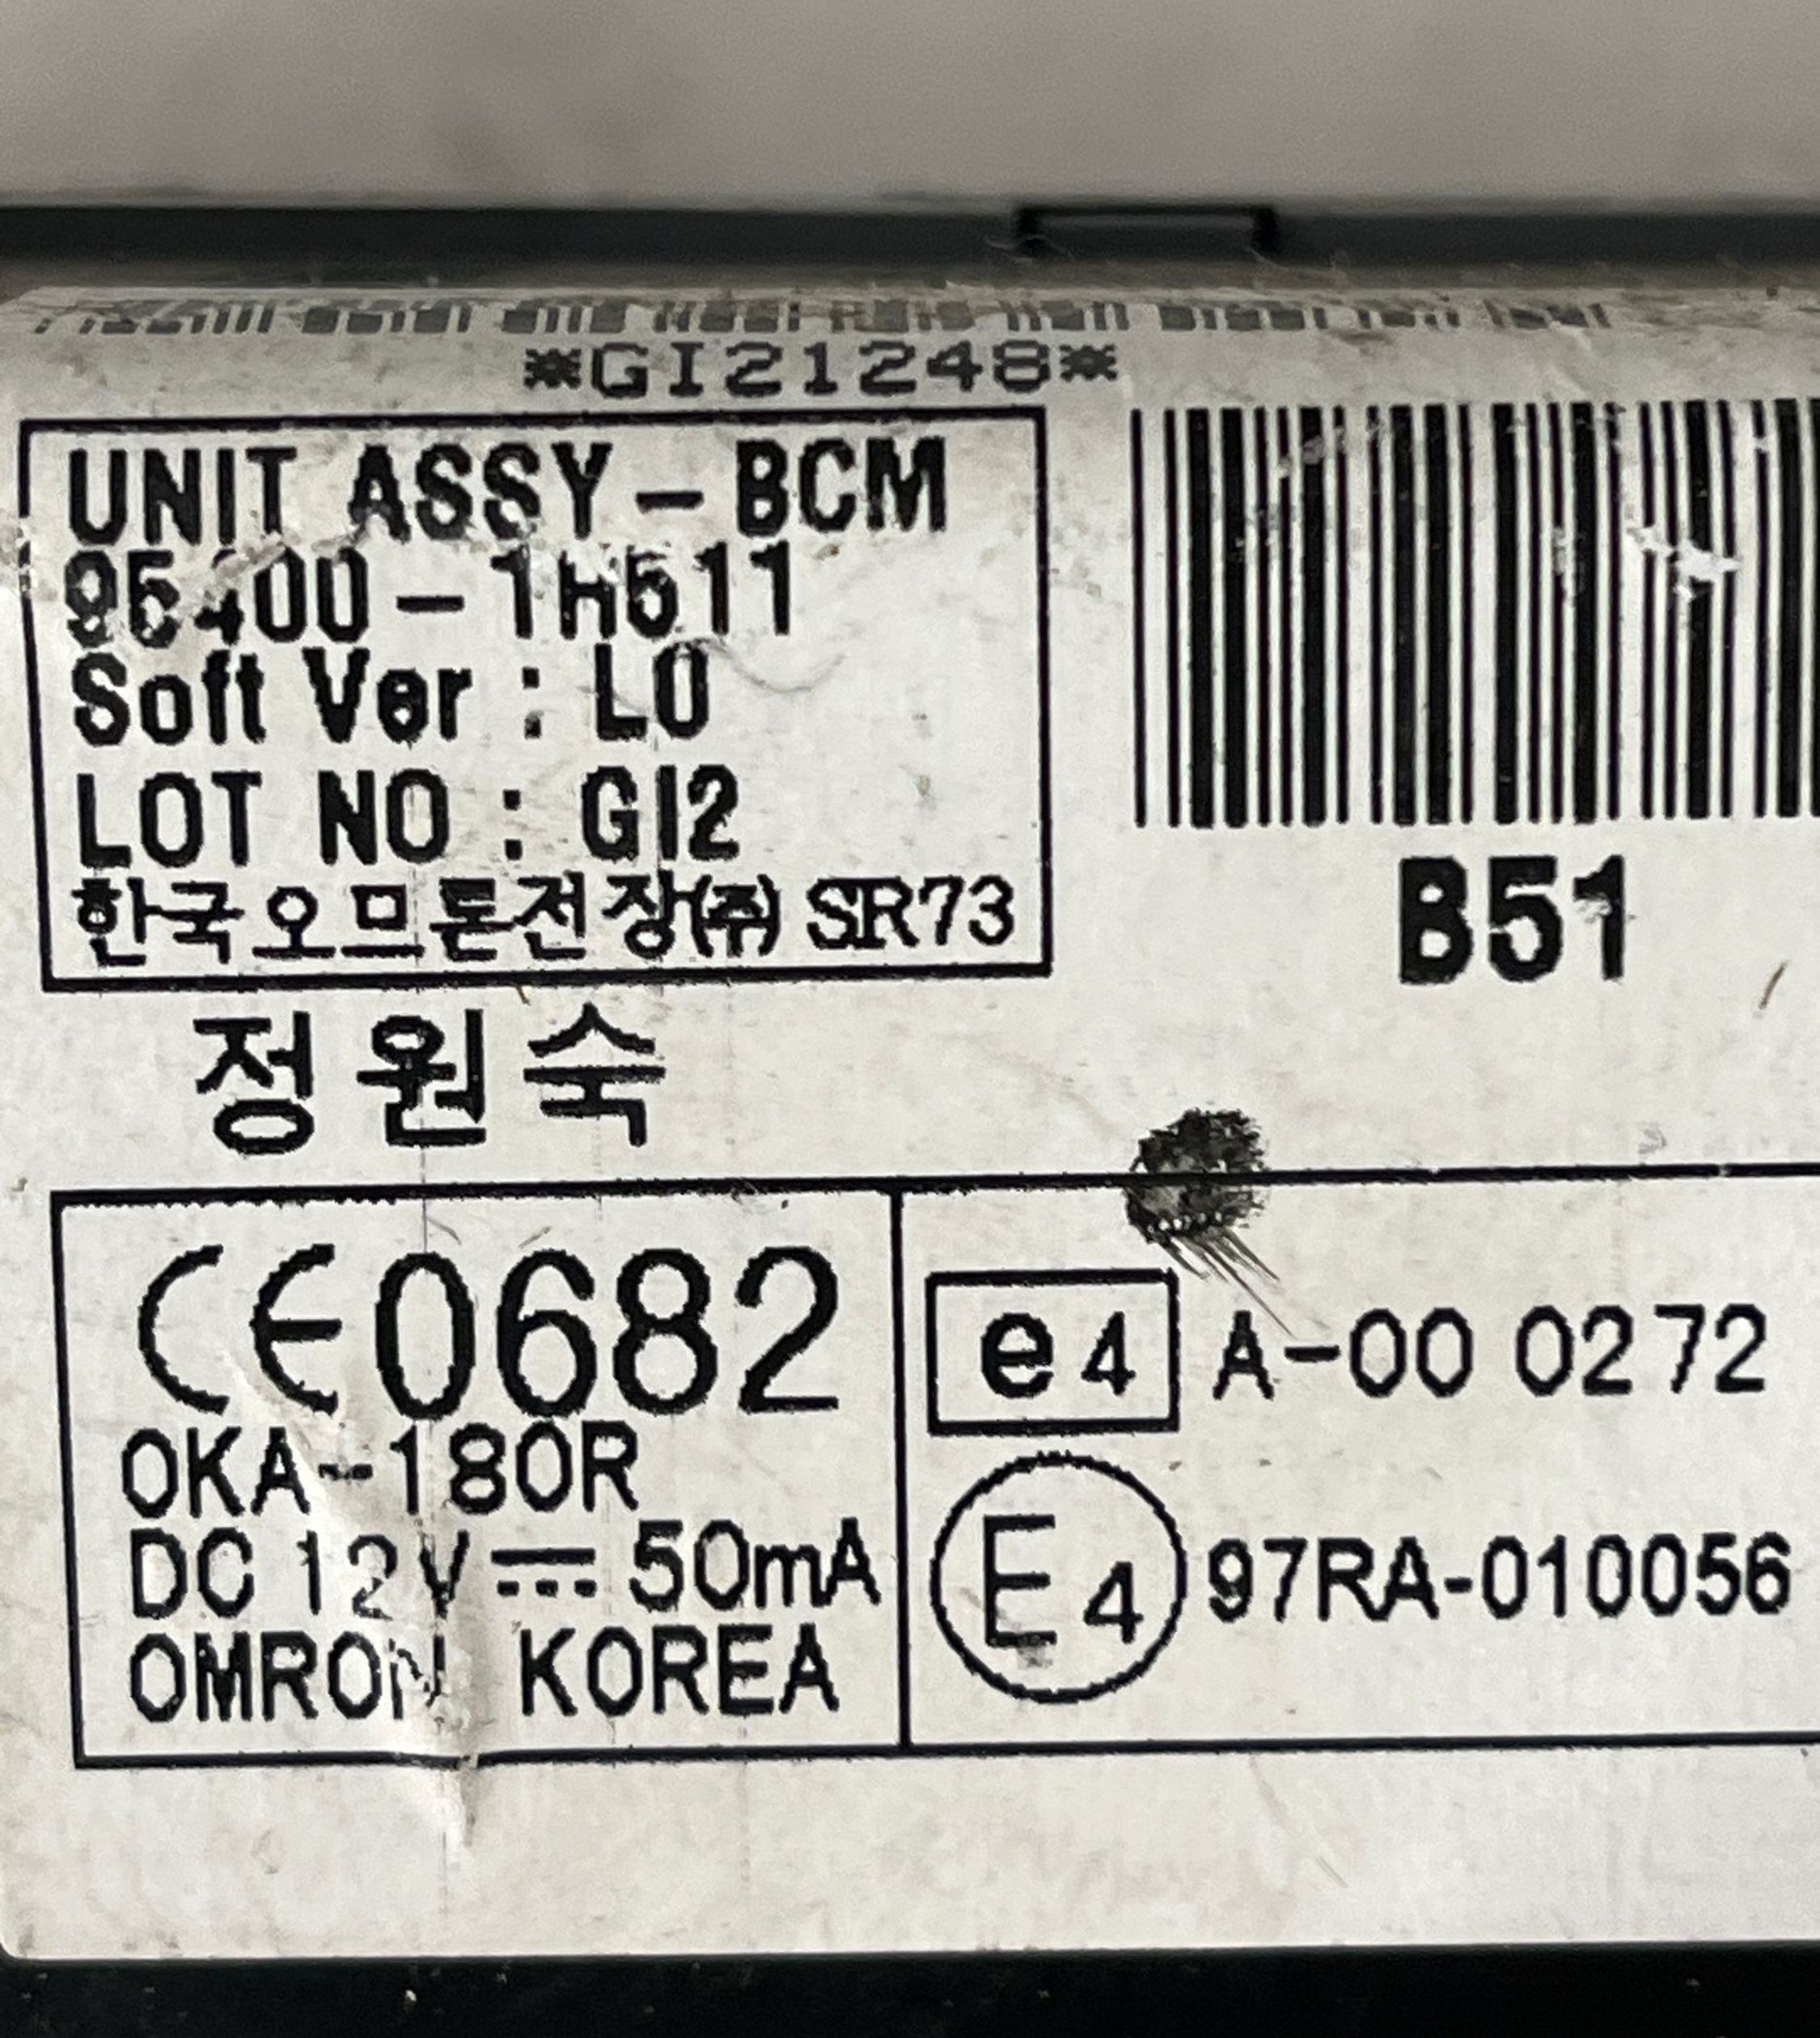 *GI21248*
UNIT ASSY - BCM
95400 - 1H511
Soft Ver : L0
LOT NO : GI2
한국오므론전장(주) SR73
B51
정원숙
CE0682
OKA-180R
DC 12V ⎓ 50mA
OMRON KOREA
e4 A-00 0272
E4 97RA-010056